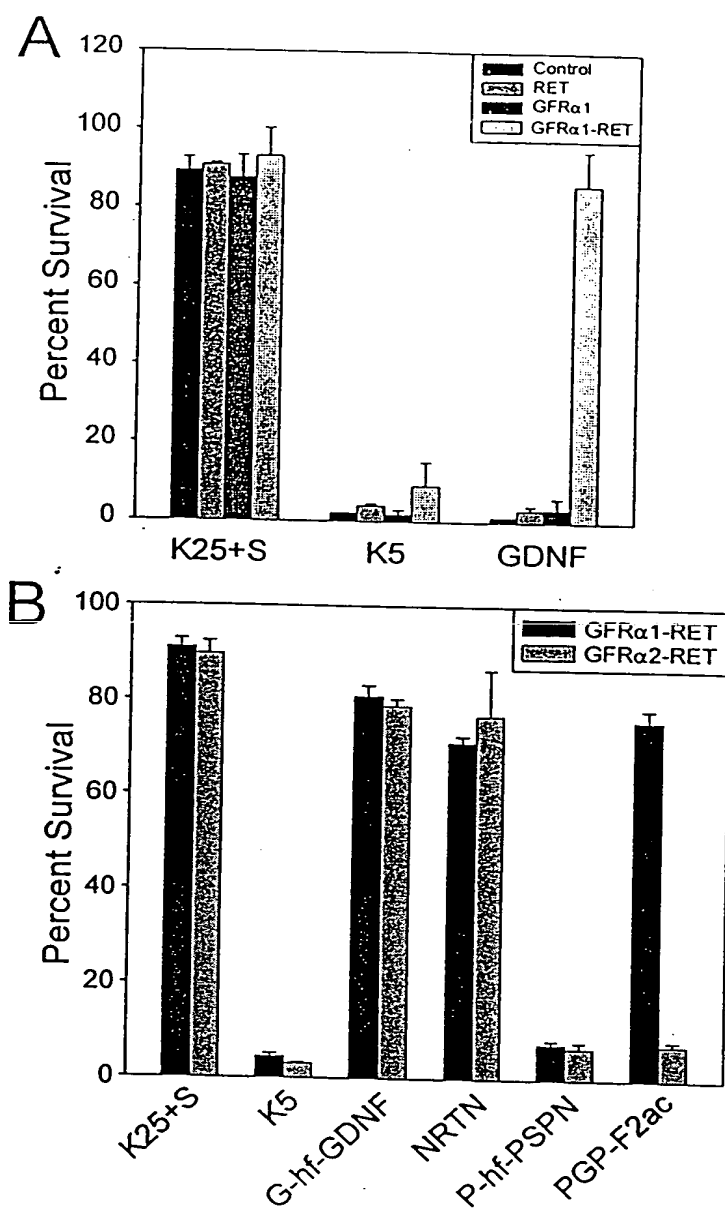 A
120
100
80
60
40
20
0
Percent Survival
Control
RET
GFRα1
GFRα1-RET
K25+S
K5
GDNF
B
100
80
60
40
20
0
Percent Survival
GFRα1-RET
GFRα2-RET
K25+S
K5
G-hf-GDNF
NRTN
P-hf-PSPN
PGP-F2ac